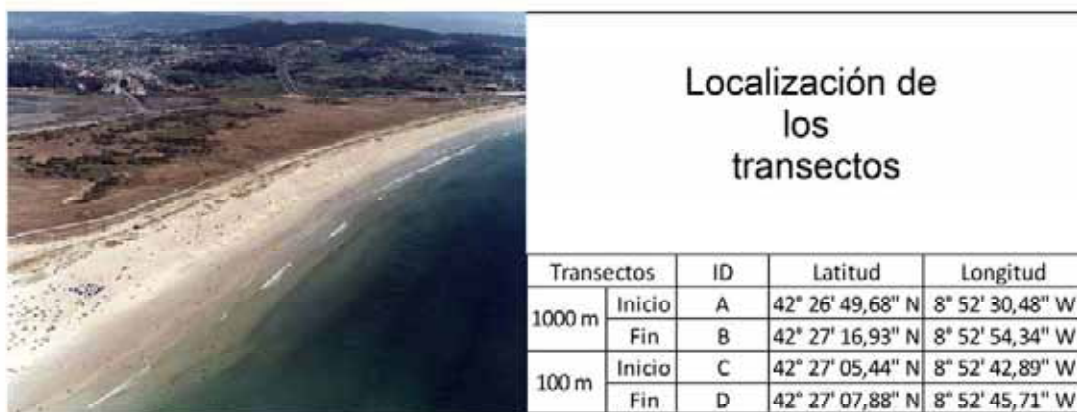 Localización de
los
transectos
Transectos ID Latitud Longitud
1000 m Inicio A 42° 26' 49,68" N 8° 52' 30,48" W
Fin B 42° 27' 16,93" N 8° 52' 54,34" W
100 m Inicio C 42° 27' 05,44" N 8° 52' 42,89" W
Fin D 42° 27' 07,88" N 8° 52' 45,71" W